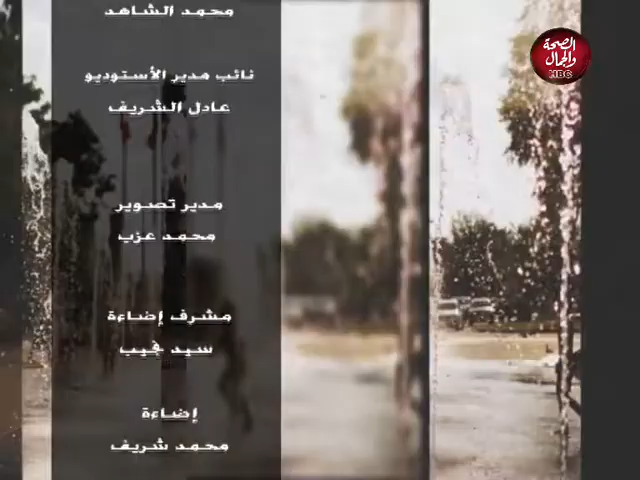 محمد الشاهد
نائب مدير الأستوديو
عادل الشريف
مدير تصوير
محمد عزب
مشرف إضاءة
سيد نجيب
إضاءة
محمد شريف
الصحة
والجمال
HBC